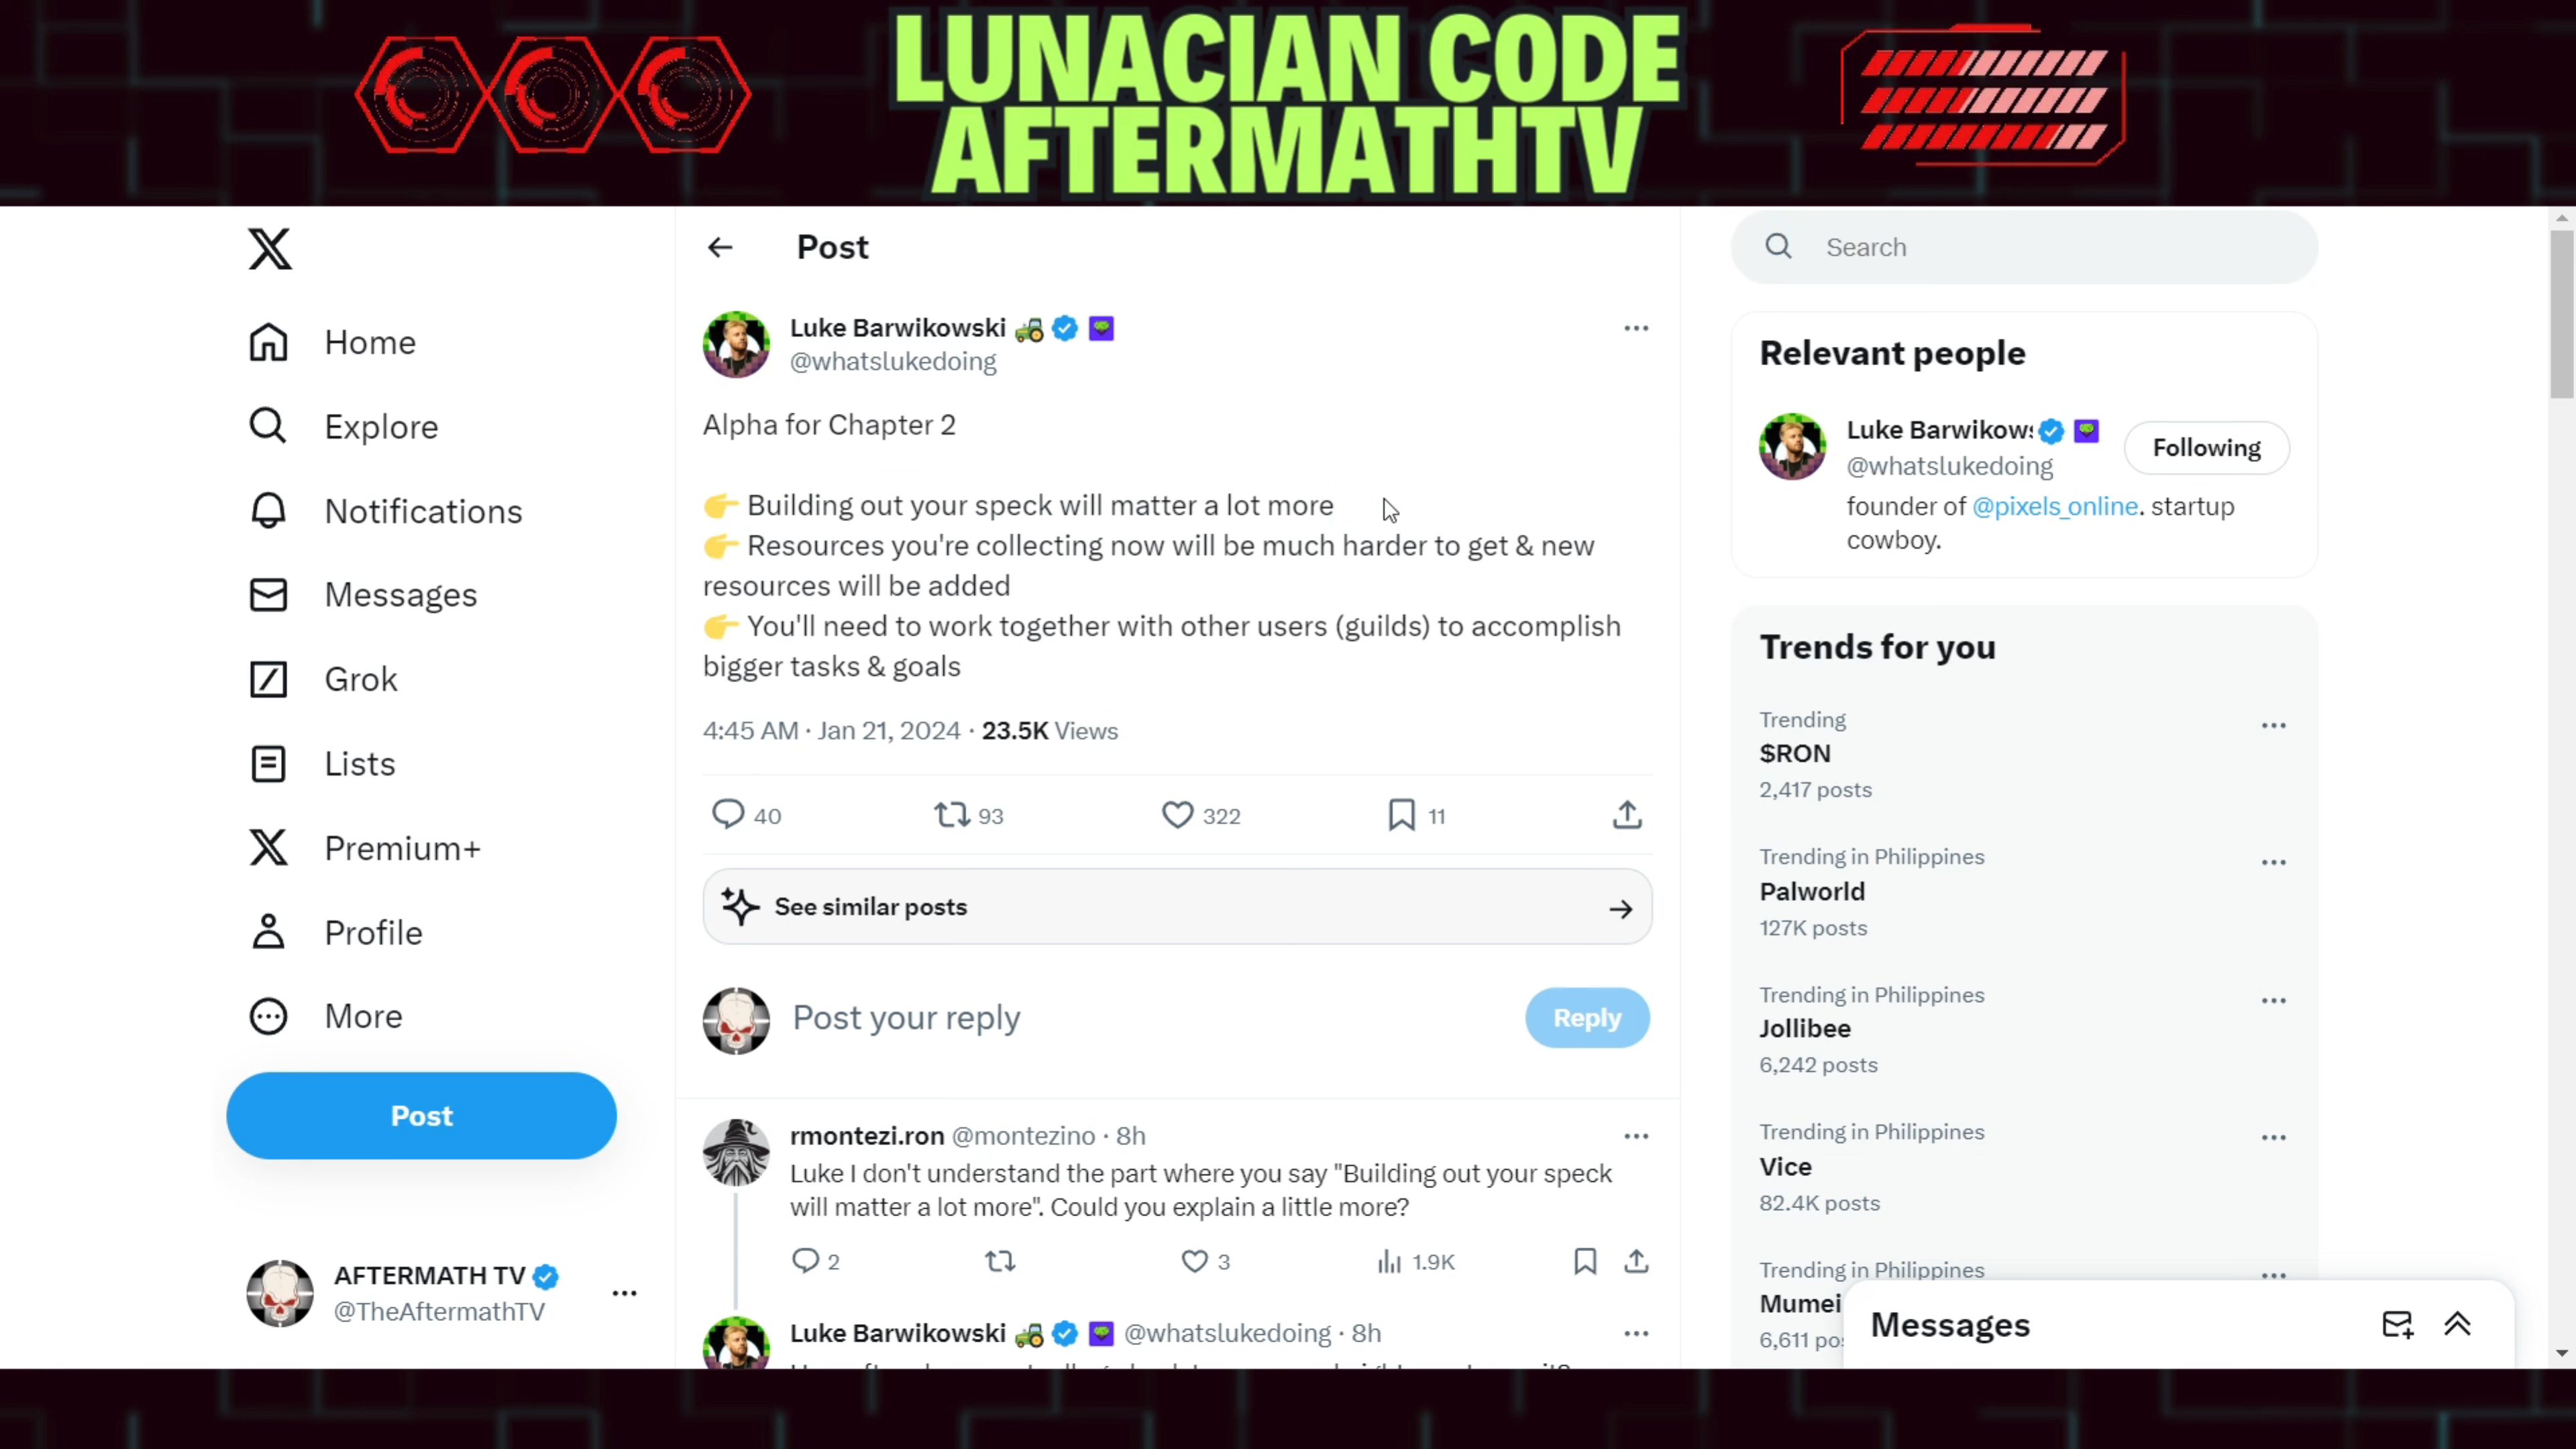 LUNACIAN CODE
AFTERMATHTV
Home
Explore
Notifications
Messages
Grok
Lists
Premium+
Profile
More
Post
AFTERMATH TV
@TheAftermathTV
Post
Luke Barwikowski
@whatslukedoing
Alpha for Chapter 2
👉 Building out your speck will matter a lot more
👉 Resources you're collecting now will be much harder to get & new
resources will be added
👉 You'll need to work together with other users (guilds) to accomplish
bigger tasks & goals
4:45 AM · Jan 21, 2024 · 23.5K Views
40 93 322 11
See similar posts
Post your reply
Reply
rmontezi.ron @montezino · 8h
Luke I don't understand the part where you say "Building out your speck
will matter a lot more". Could you explain a little more?
2 3 1.9K
Luke Barwikowski @whatslukedoing · 8h
Search
Relevant people
Luke Barwikows
@whatslukedoing
Following
founder of @pixels_online. startup
cowboy.
Trends for you
Trending
$RON
2,417 posts
Trending in Philippines
Palworld
127K posts
Trending in Philippines
Jollibee
6,242 posts
Trending in Philippines
Vice
82.4K posts
Trending in Philippines
Mumei
6,611 pos
Messages